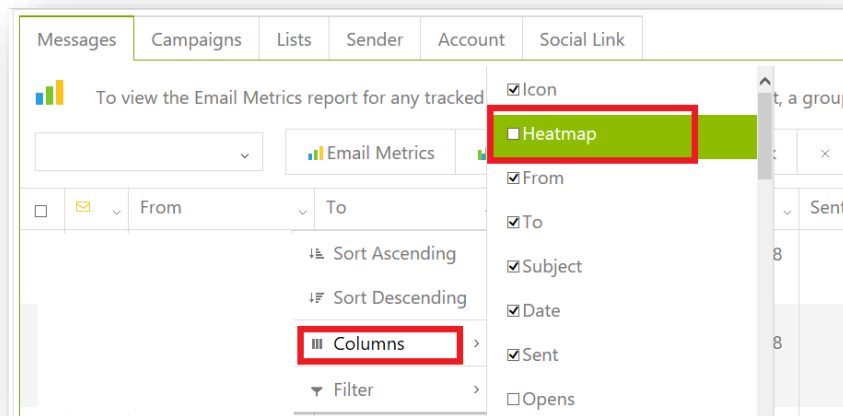 Messages Campaigns Lists Sender Account Social Link
To view the Email Metrics report for any tracked
t, a grou
Email Metrics
From To Sent
Sort Ascending
8
Sort Descending
Columns
8
Filter
Icon
Heatmap
From
To
Subject
Date
Sent
Opens